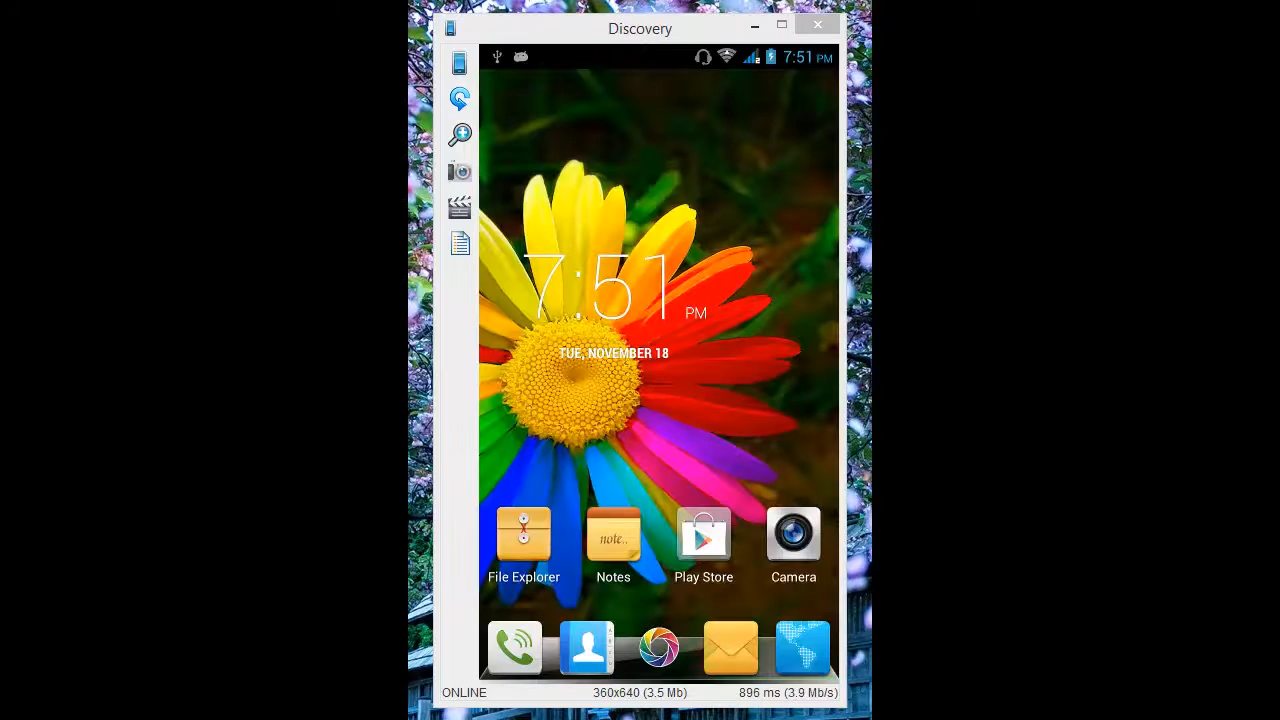 Discovery
7:51 PM
7:51 PM
TUE, NOVEMBER 18
note..
File Explorer
Notes
Play Store
Camera
ONLINE
360x640 (3.5 Mb)
896 ms (3.9 Mb/s)